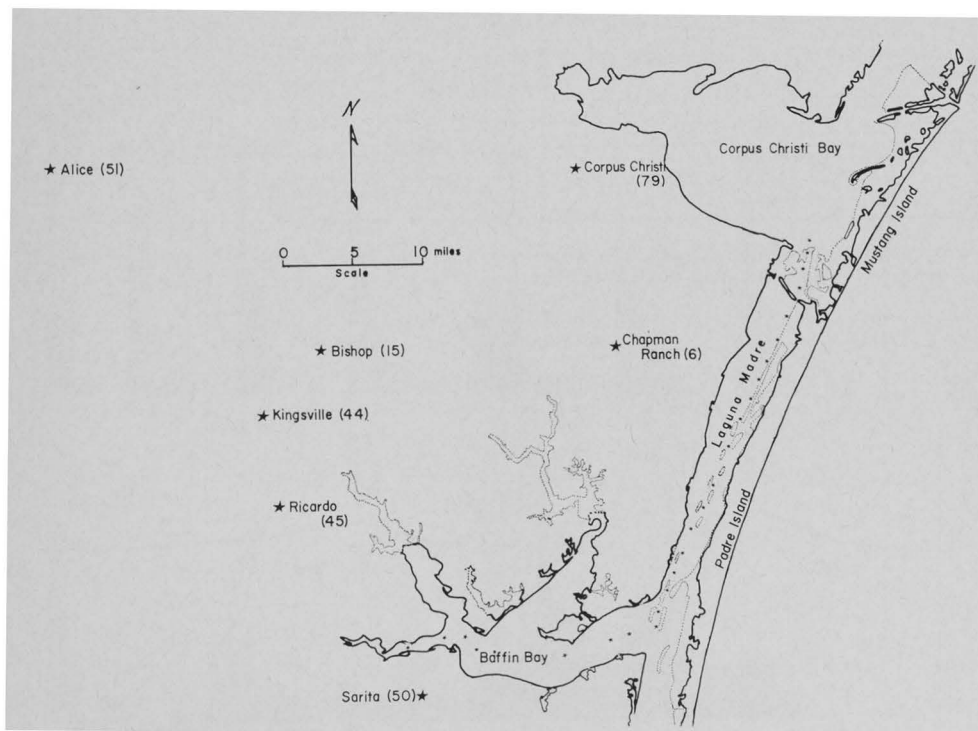 N
Corpus Christi Bay
Alice (51)
Corpus Christi
(79)
0 5 10 miles
Scale
Mustang Island
Bishop (15)
Chapman
Ranch (6)
Laguna Madre
Kingsville (44)
Ricardo
(45)
Padre Island
Baffin Bay
Sarita (50)